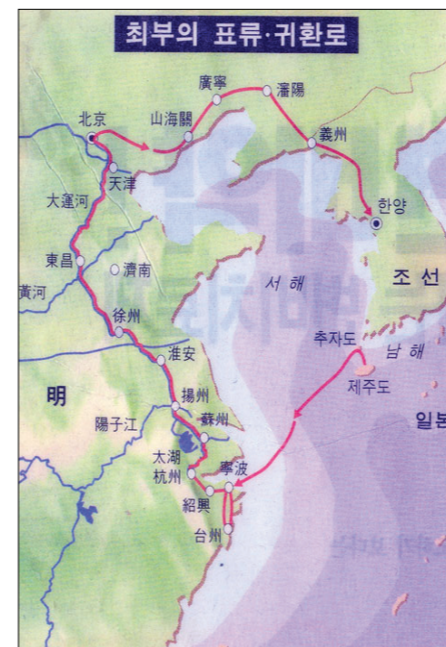 최부의 표류·귀환로
廣寧
瀋陽
北京
山海關
義州
天津
大運河
한양
東昌
濟南
서해
조선
黃河
徐州
추자도
남해
淮安
제주도
明
揚州
일본
陽子江
蘇州
太湖
杭州
寧波
紹興
台州